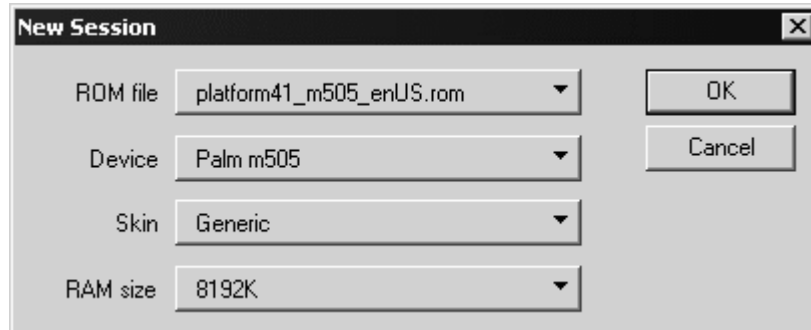 New Session
ROM file platform41_m505_enUS.rom OK
Device Palm m505 Cancel
Skin Generic
RAM size 8192K